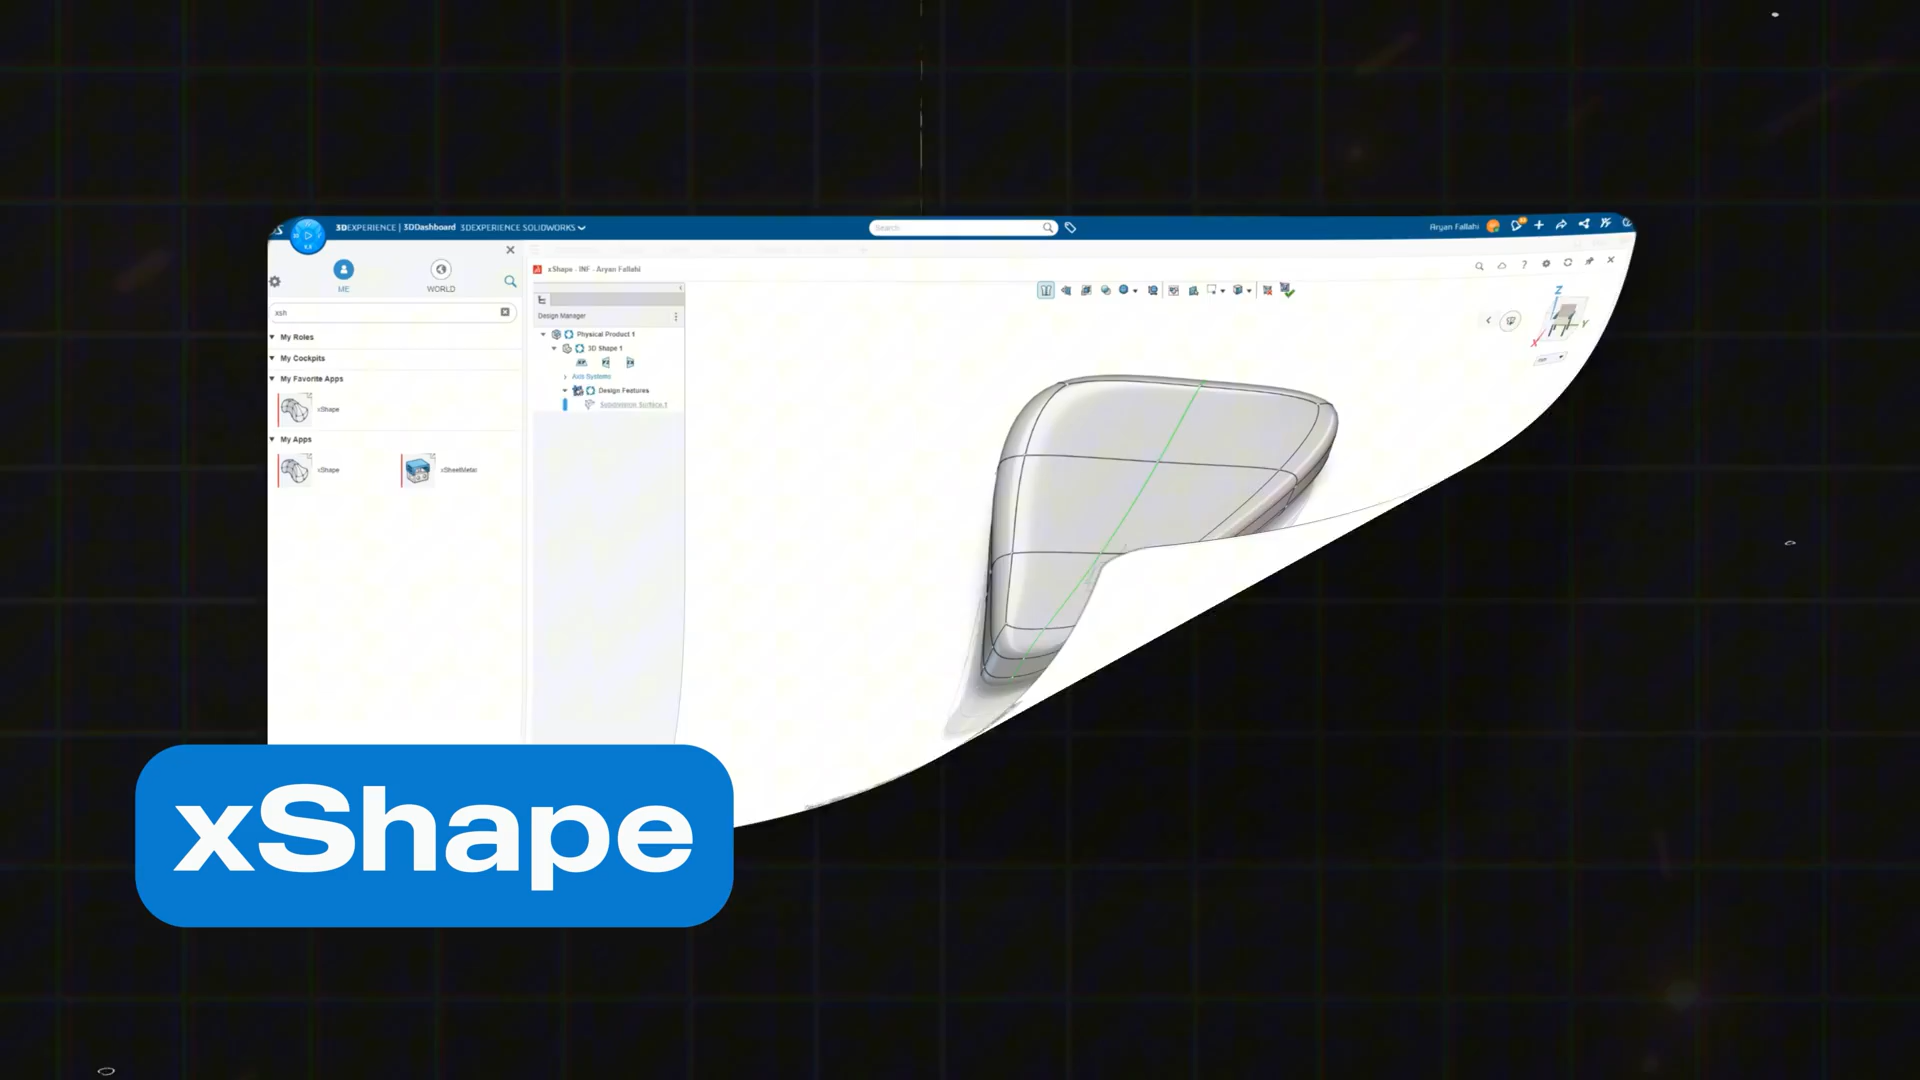 3DEXPERIENCE | 3DDashboard 3DEXPERIENCE SOLIDWORKS
Search
Aryan Fallahi
ME
WORLD
xsh
My Roles
My Cockpits
My Favorite Apps
xShape
My Apps
xShape
xSheetMetal
xShape - INF - Aryan Fallahi
Design Manager
Physical Product 1
3D Shape 1
Axis Systems
Design Features
Subdivision Surface.1
Z
Y
X
mm
xShape